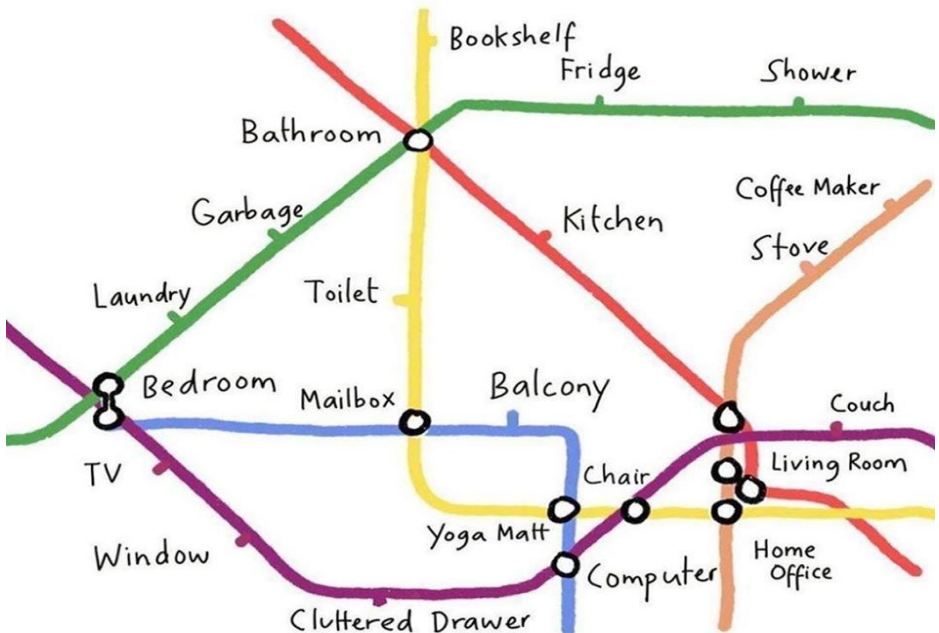 Bookshelf
Fridge
Shower
Bathroom
Coffee Maker
Garbage
Kitchen
Stove
Laundry
Toilet
Bedroom
Mailbox
Balcony
Couch
TV
Chair
Living Room
Yoga Matt
Window
Computer
Home
Office
Cluttered Drawer